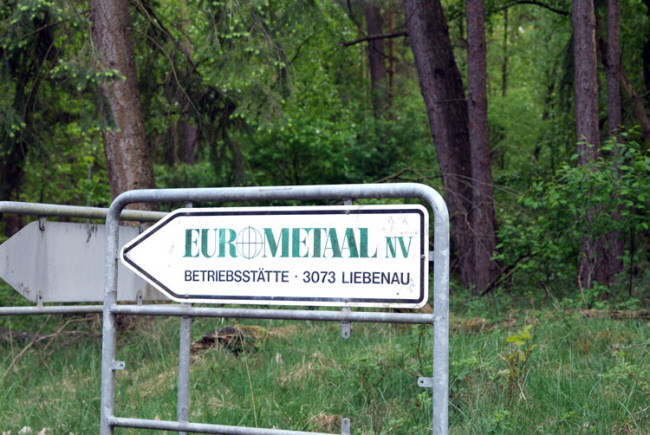 EUROMETAAL NV
BETRIEBSSTÄTTE · 3073 LIEBENAU